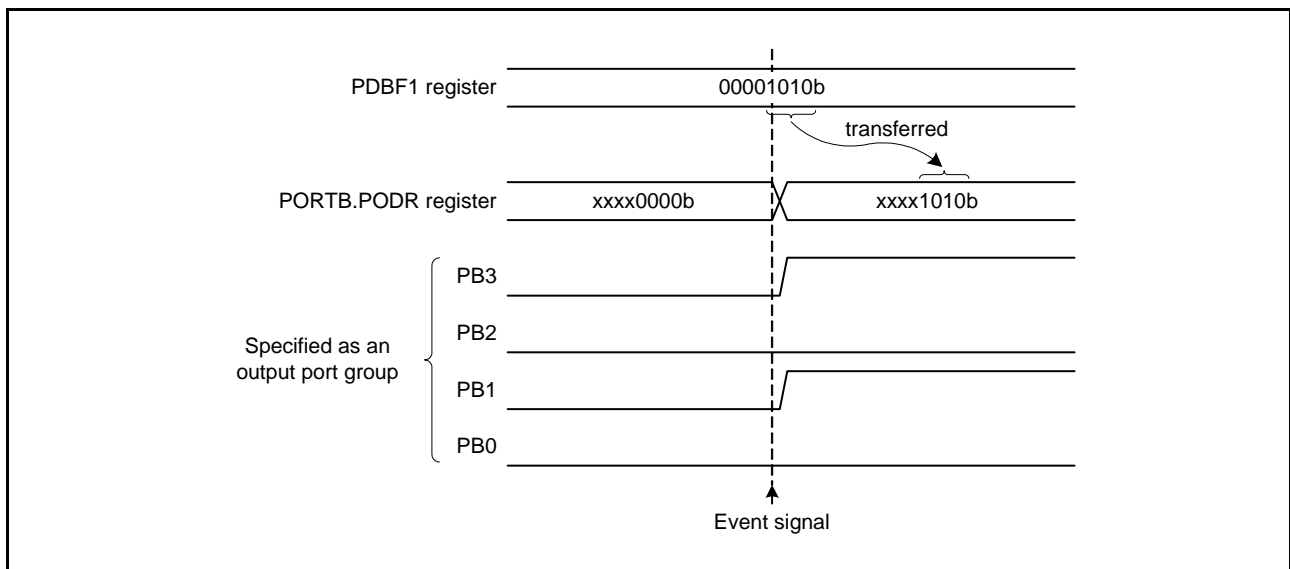 PDBF1 register
00001010b
transferred
PORTB.PODR register
xxxx0000b
xxxx1010b
PB3
PB2
Specified as an
output port group
PB1
PB0
Event signal